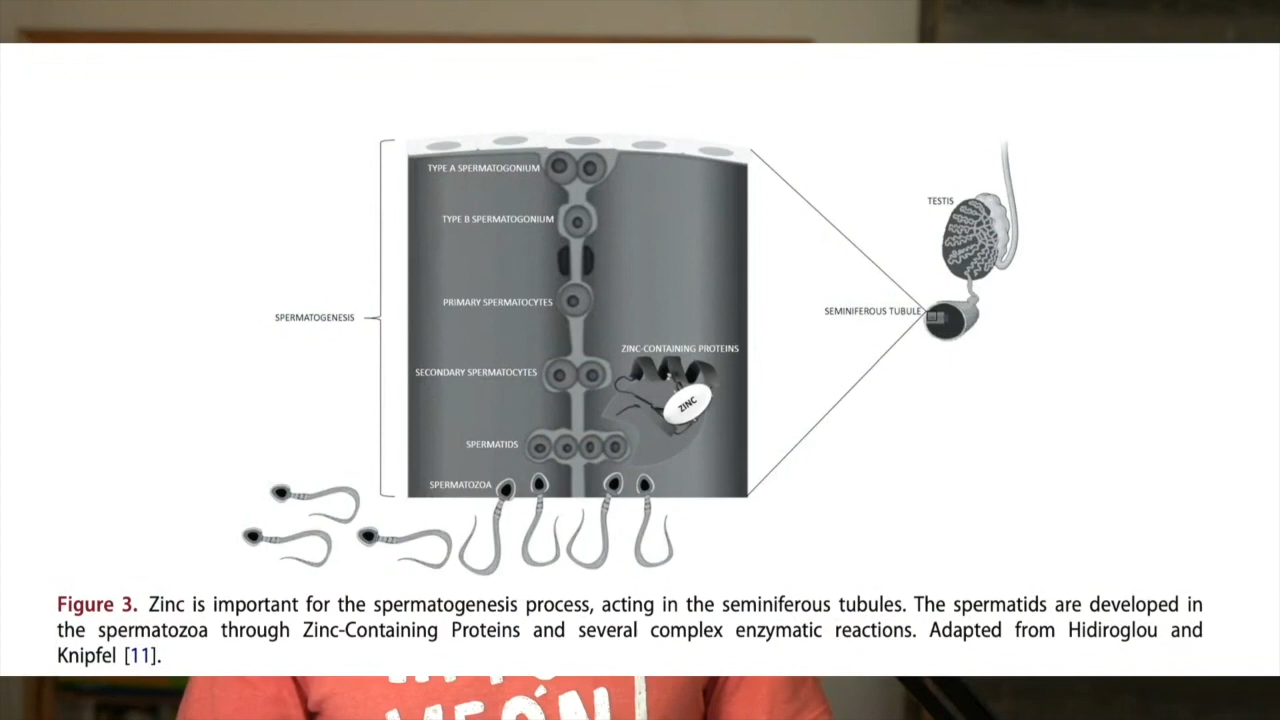 TYPE A SPERMATOGONIUM
TYPE B SPERMATOGONIUM
PRIMARY SPERMATOCYTES
SPERMATOGENESIS
ZINC-CONTAINING PROTEINS
SECONDARY SPERMATOCYTES
ZINC
SPERMATIDS
SPERMATOZOA
TESTIS
SEMINIFEROUS TUBULE
Figure 3. Zinc is important for the spermatogenesis process, acting in the seminiferous tubules. The spermatids are developed in
the spermatozoa through Zinc-Containing Proteins and several complex enzymatic reactions. Adapted from Hidiroglou and
Knipfel [11].